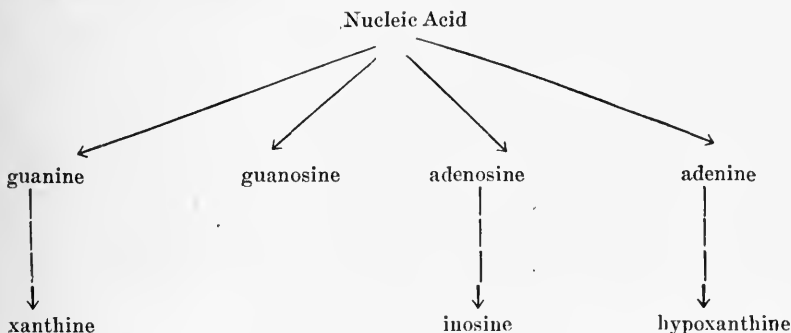 Nucleic Acid
guanine guanosine adenosine adenine
xanthine inosine hypoxanthine